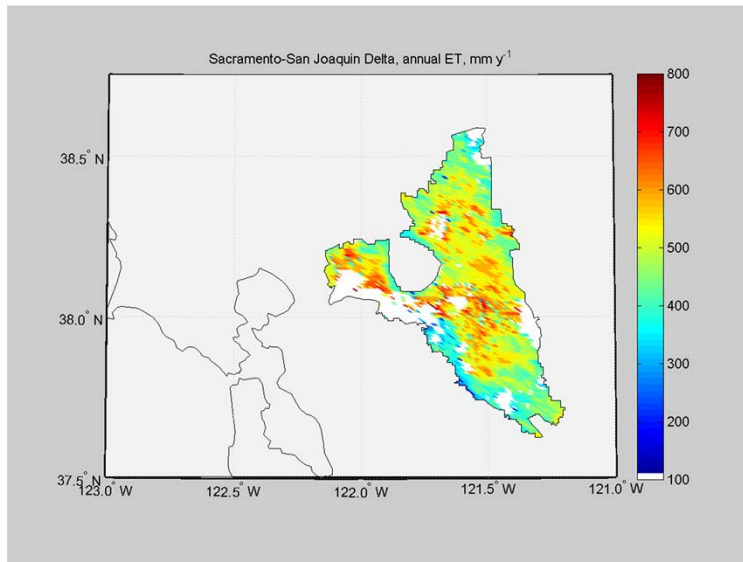 Sacramento-San Joaquin Delta, annual ET, mm y⁻¹
38.5° N
38.0° N
37.5° N
123.0° W
122.5° W
122.0° W
121.5° W
121.0° W
800
700
600
500
400
300
200
100